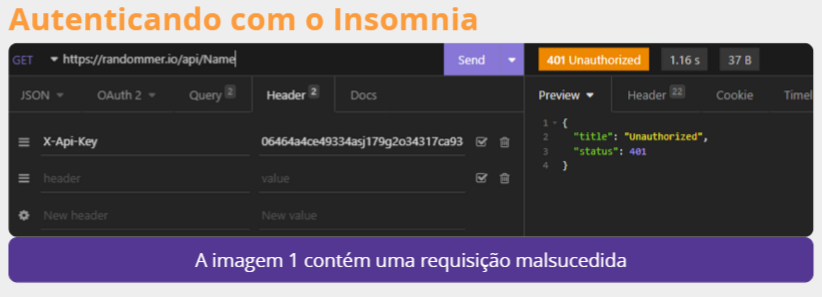 Autenticando com o Insomnia
GET https://randommer.io/api/Name Send 401 Unauthorized 1.16 s 37 B
JSON OAuth 2 Query 2 Header 2 Docs Preview Header 22 Cookie Timel
1 {
X-Api-Key 06464a4ce49334asj179g2o34317ca93 2 "title": "Unauthorized",
3 "status": 401
4 }
header value
New header New value
A imagem 1 contém uma requisição malsucedida